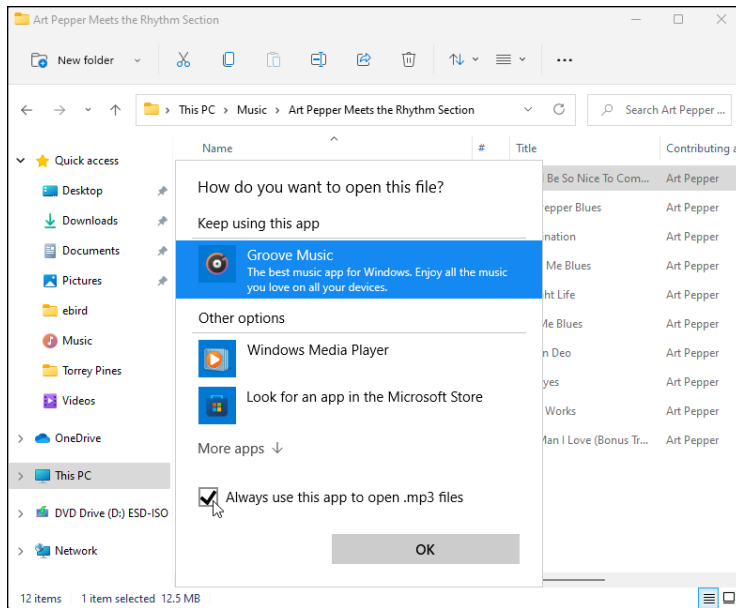 Art Pepper Meets the Rhythm Section
New folder
This PC > Music > Art Pepper Meets the Rhythm Section
Search Art Pepper ...
Name
#
Title
Contributing a
Quick access
Desktop
Downloads
Documents
Pictures
ebird
Music
Torrey Pines
Videos
OneDrive
This PC
DVD Drive (D:) ESD-ISO
Network
How do you want to open this file?
Keep using this app
Groove Music
The best music app for Windows. Enjoy all the music
you love on all your devices.
Other options
Windows Media Player
Look for an app in the Microsoft Store
More apps
Always use this app to open .mp3 files
OK
Be So Nice To Com... Art Pepper
epper Blues Art Pepper
nation Art Pepper
Me Blues Art Pepper
ht Life Art Pepper
Me Blues Art Pepper
n Deo Art Pepper
yes Art Pepper
Works Art Pepper
Man I Love (Bonus Tr... Art Pepper
12 items 1 item selected 12.5 MB